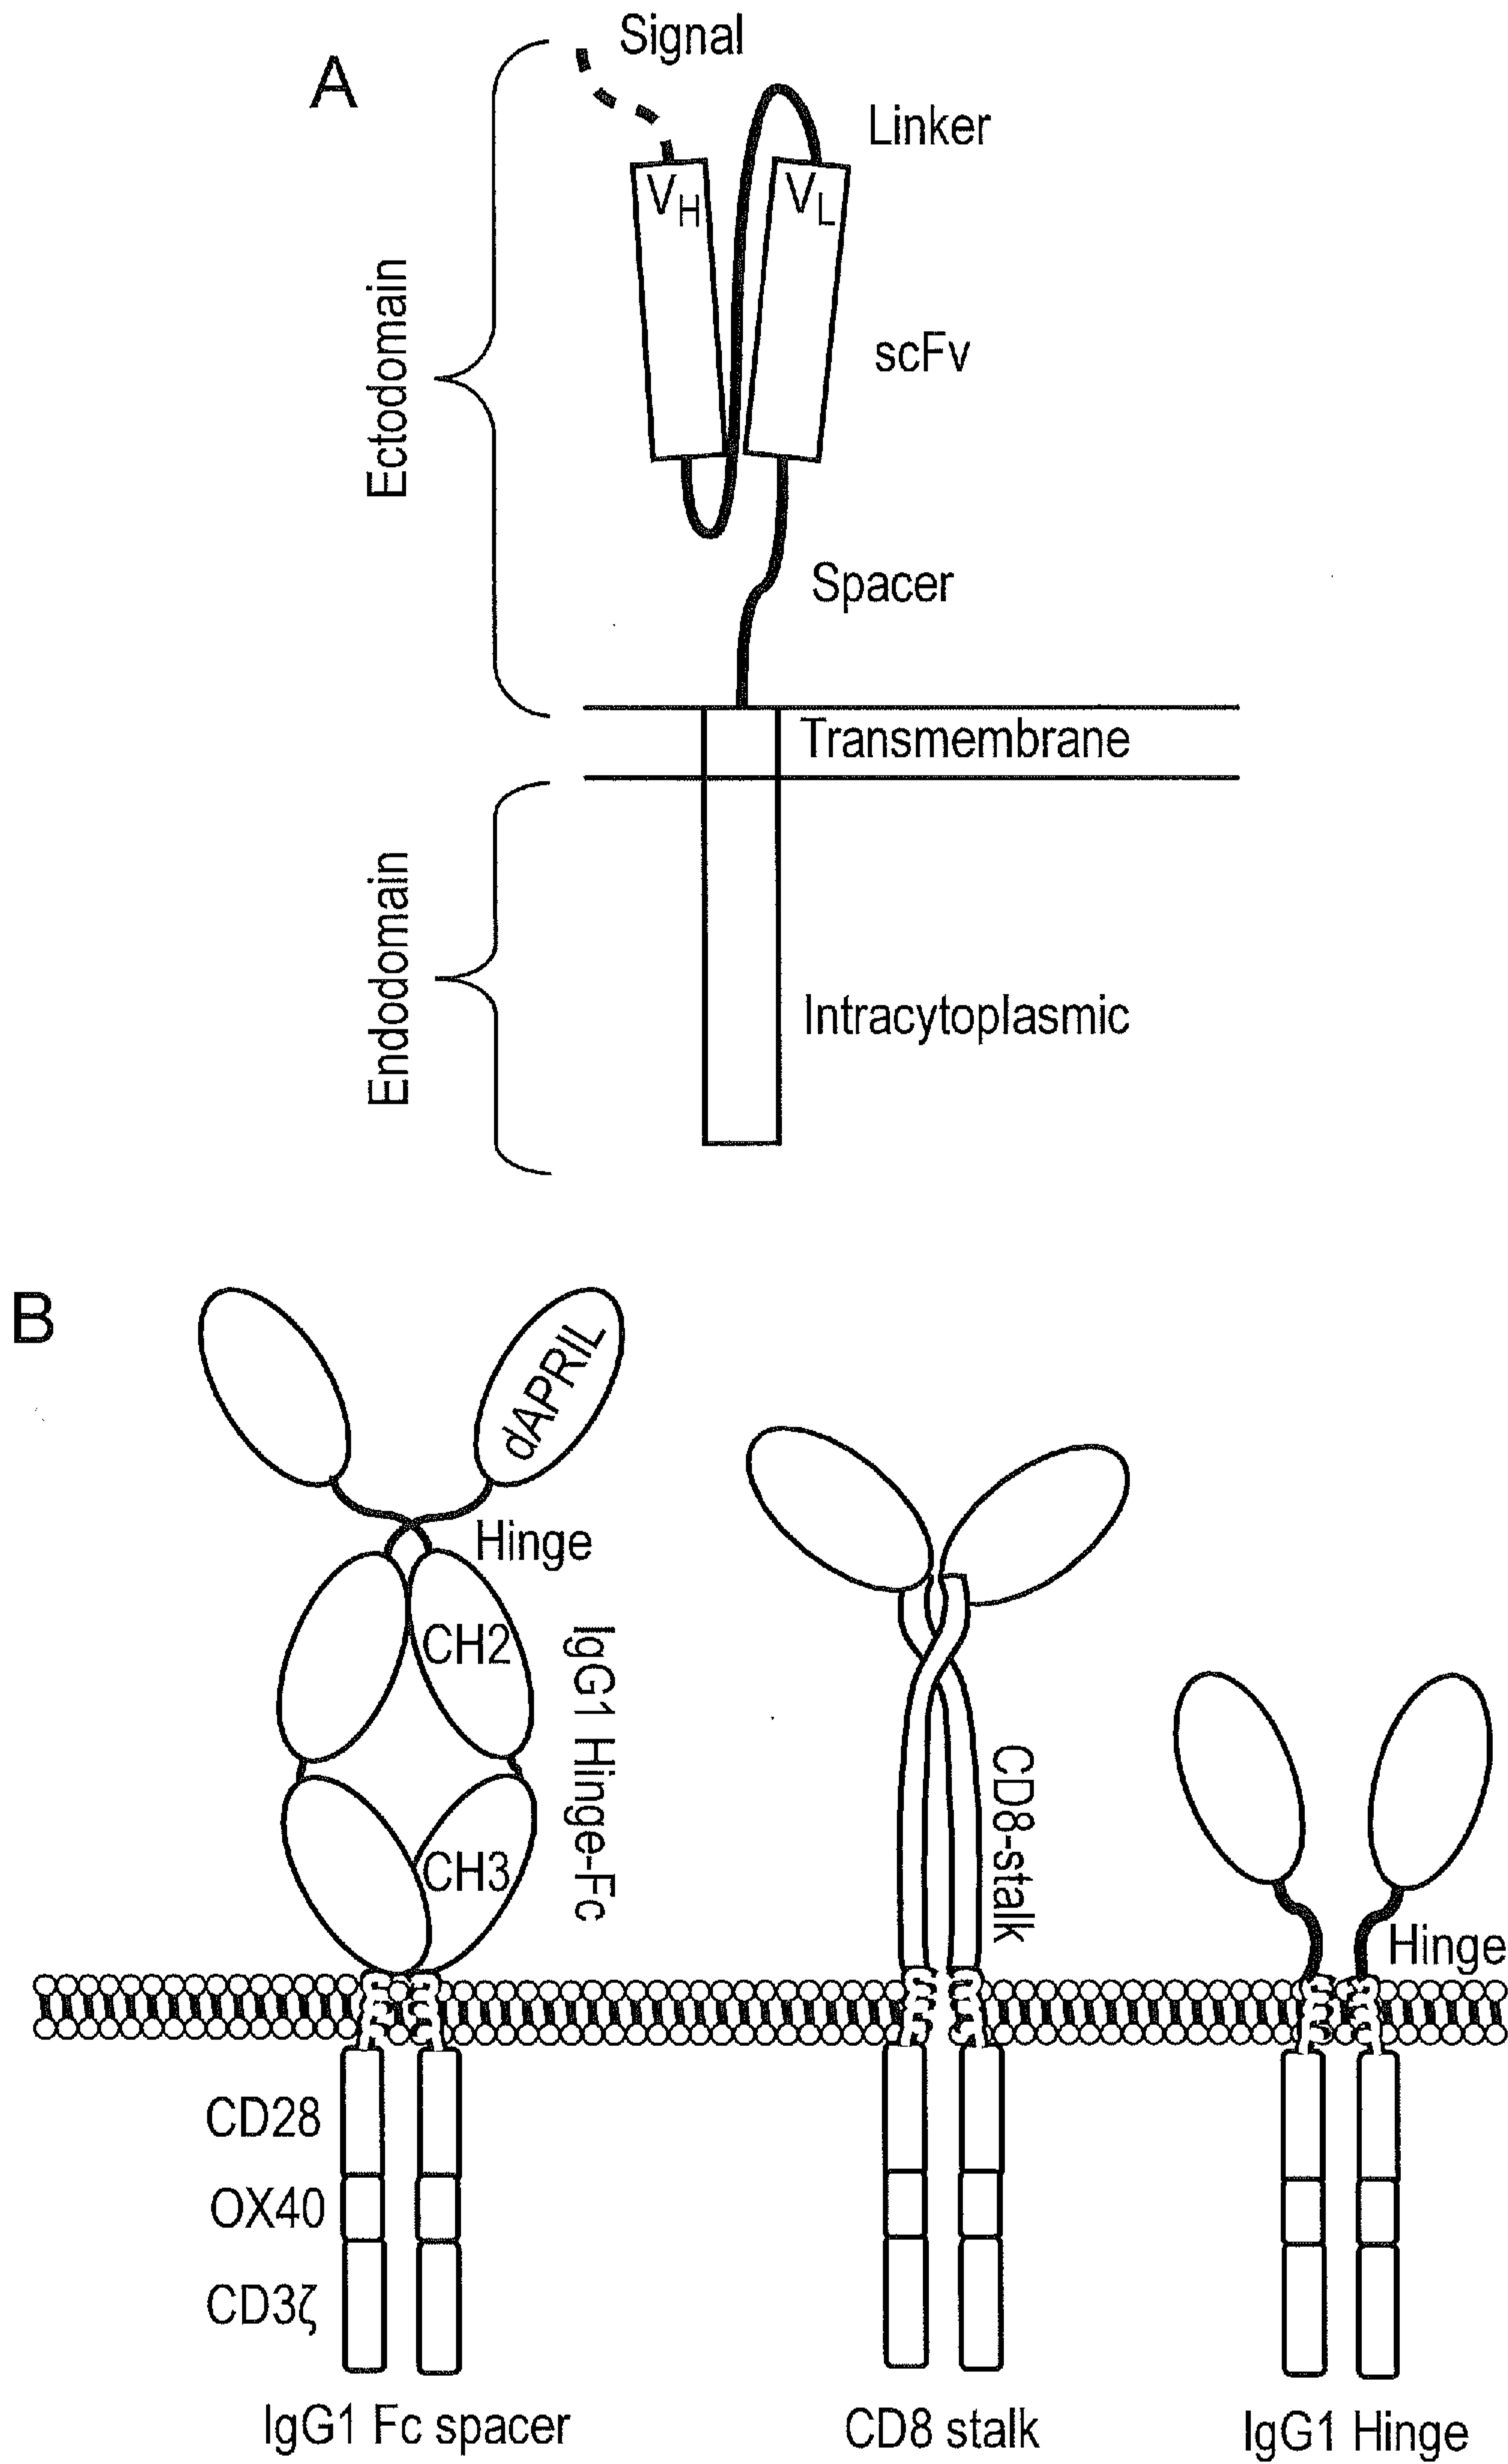 A
Signal
Linker
VH
VL
scFv
Ectodomain
Spacer
Transmembrane
Endodomain
Intracytoplasmic
B
dAPRIL
Hinge
CH2
IgG1 Hinge-Fc
CH3
CD8-stalk
Hinge
CD28
OX40
CD3ζ
IgG1 Fc spacer
CD8 stalk
IgG1 Hinge